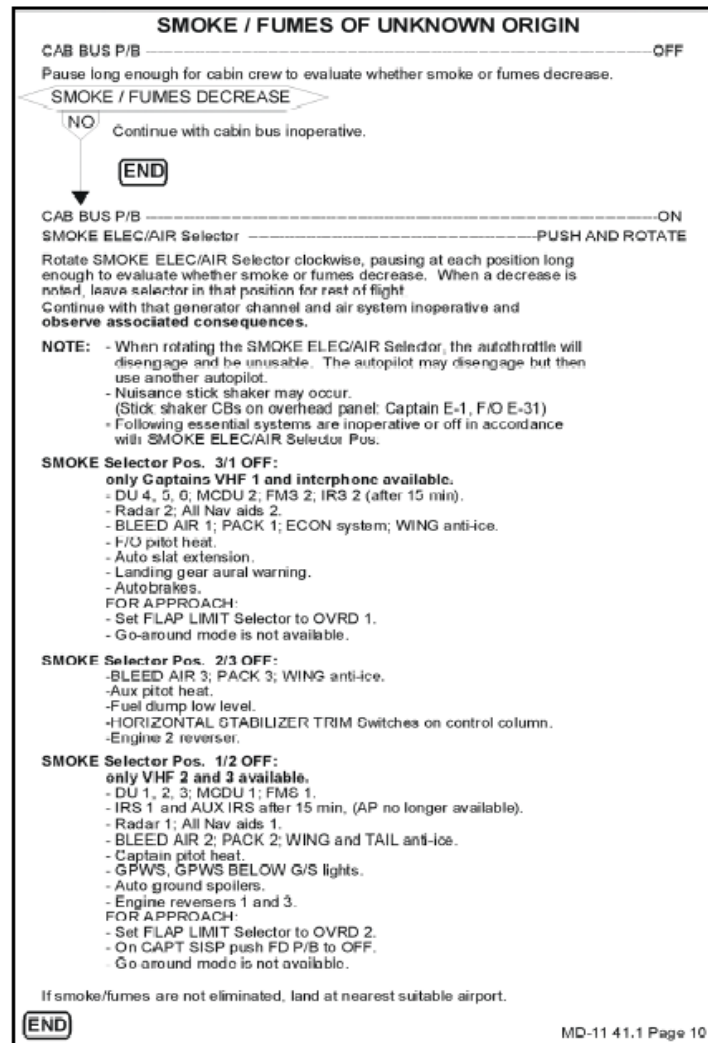 SMOKE / FUMES OF UNKNOWN ORIGIN
CAB BUS P/B ---------- OFF
Pause long enough for cabin crew to evaluate whether smoke or fumes decrease.
SMOKE / FUMES DECREASE
NO
Continue with cabin bus inoperative.
END
CAB BUS P/B ---------- ON
SMOKE ELEC/AIR Selector ---------- PUSH AND ROTATE
Rotate SMOKE ELEC/AIR Selector clockwise, pausing at each position long
enough to evaluate whether smoke or fumes decrease. When a decrease is
noted, leave selector in that position for rest of flight
Continue with that generator channel and air system inoperative and
observe associated consequences.
NOTE: - When rotating the SMOKE ELEC/AIR Selector, the autothrottle will
disengage and be unusable. The autopilot may disengage but then
use another autopilot.
- Nuisance stick shaker may occur.
(Stick shaker CBs on overhead panel: Captain E-1, F/O E-31)
- Following essential systems are inoperative or off in accordance
with SMOKE ELEC/AIR Selector Pos.
SMOKE Selector Pos. 3/1 OFF:
only Captains VHF 1 and interphone available.
- DU 4, 5, 6; MCDU 2; FMS 2; IRS 2 (after 15 min).
- Radar 2; All Nav aids 2.
- BLEED AIR 1; PACK 1; ECON system; WING anti-ice.
- F/O pitot heat.
- Auto slat extension.
- Landing gear aural warning.
- Autobrakes.
FOR APPROACH:
- Set FLAP LIMIT Selector to OVRD 1.
- Go-around mode is not available.
SMOKE Selector Pos. 2/3 OFF:
-BLEED AIR 3; PACK 3; WING anti-ice.
-Aux pitot heat.
-Fuel dump low level.
-HORIZONTAL STABILIZER TRIM Switches on control column.
-Engine 2 reverser.
SMOKE Selector Pos. 1/2 OFF:
only VHF 2 and 3 available.
- DU 1, 2, 3; MCDU 1; FMS 1.
- IRS 1 and AUX IRS after 15 min, (AP no longer available).
- Radar 1; All Nav aids 1.
- BLEED AIR 2; PACK 2; WING and TAIL anti-ice.
- Captain pitot heat.
- GPWS, GPWS BELOW G/S lights.
- Auto ground spoilers.
- Engine reversers 1 and 3.
FOR APPROACH:
- Set FLAP LIMIT Selector to OVRD 2.
- On CAPT SISP push FD P/B to OFF.
- Go around mode is not available.
If smoke/fumes are not eliminated, land at nearest suitable airport.
END
MD-11 41.1 Page 10